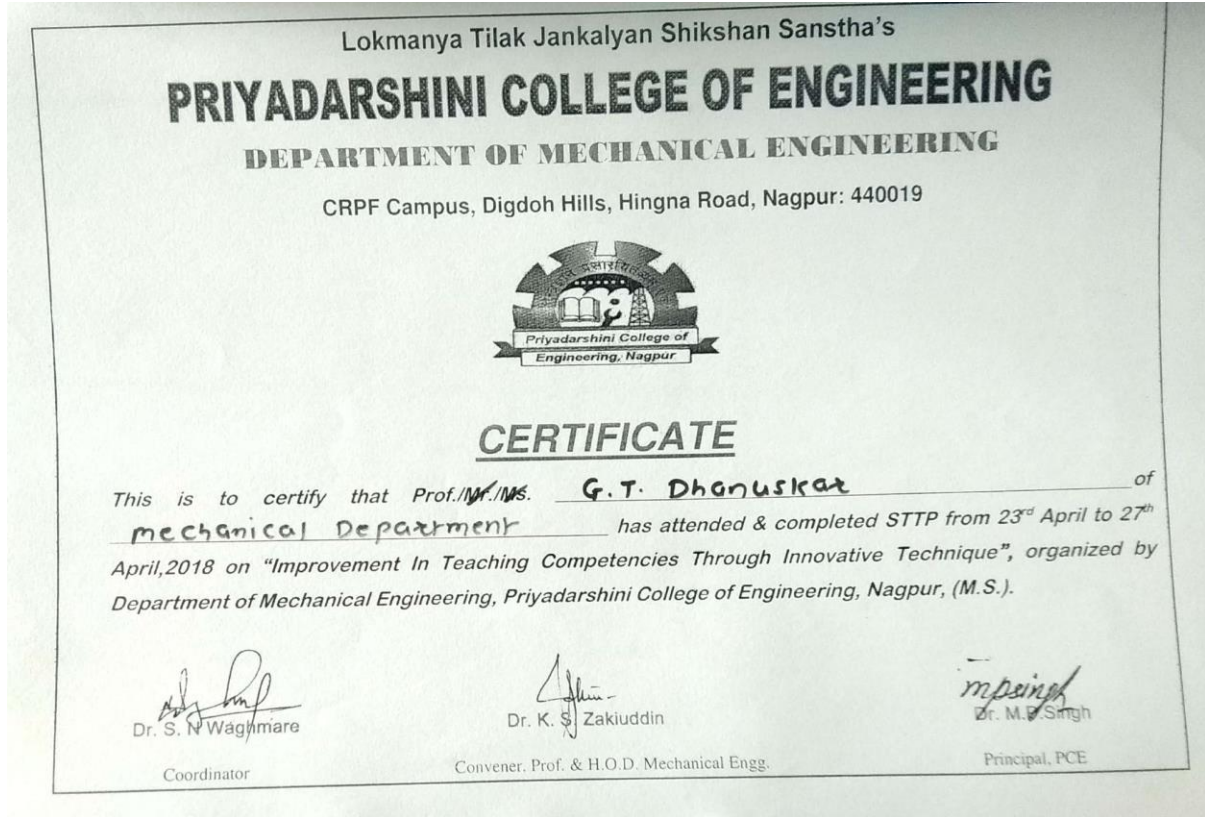 Lokmanya Tilak Jankalyan Shikshan Sanstha's
PRIYADARSHINI COLLEGE OF ENGINEERING
DEPARTMENT OF MECHANICAL ENGINEERING
CRPF Campus, Digdoh Hills, Hingna Road, Nagpur: 440019
Priyadarshini College of
Engineering, Nagpur
CERTIFICATE
This is to certify that Prof./Mr./Ms. G.T. Dhanuskar of
mechanical Department has attended & completed STTP from 23rd April to 27th
April,2018 on "Improvement In Teaching Competencies Through Innovative Technique", organized by
Department of Mechanical Engineering, Priyadarshini College of Engineering, Nagpur, (M.S.).
mpsingh
Dr. S. N Waghmare
Dr. K. S. Zakiuddin
Dr. M.P.Singh
Coordinator
Convener. Prof. & H.O.D. Mechanical Engg.
Principal, PCE